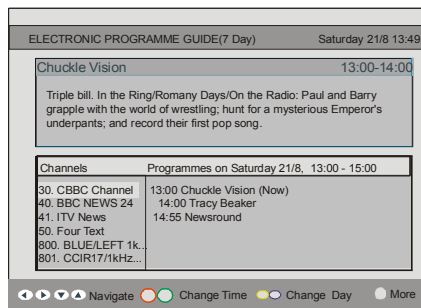 ELECTRONIC PROGRAMME GUIDE(7 Day) Saturday 21/8 13:49
Chuckle Vision 13:00-14:00
Triple bill. In the Ring/Romany Days/On the Radio: Paul and Barry
grapple with the world of wrestling; hunt for a mysterious Emperor's
underpants; and record their first pop song.
Channels Programmes on Saturday 21/8, 13:00 - 15:00
30. CBBC Channel 13:00 Chuckle Vision (Now)
40. BBC NEWS 24 14:00 Tracy Beaker
41. ITV News 14:55 Newsround
50. Four Text
800. BLUE/LEFT 1k...
801. CCIR17/1kHz...
Navigate Change Time Change Day More